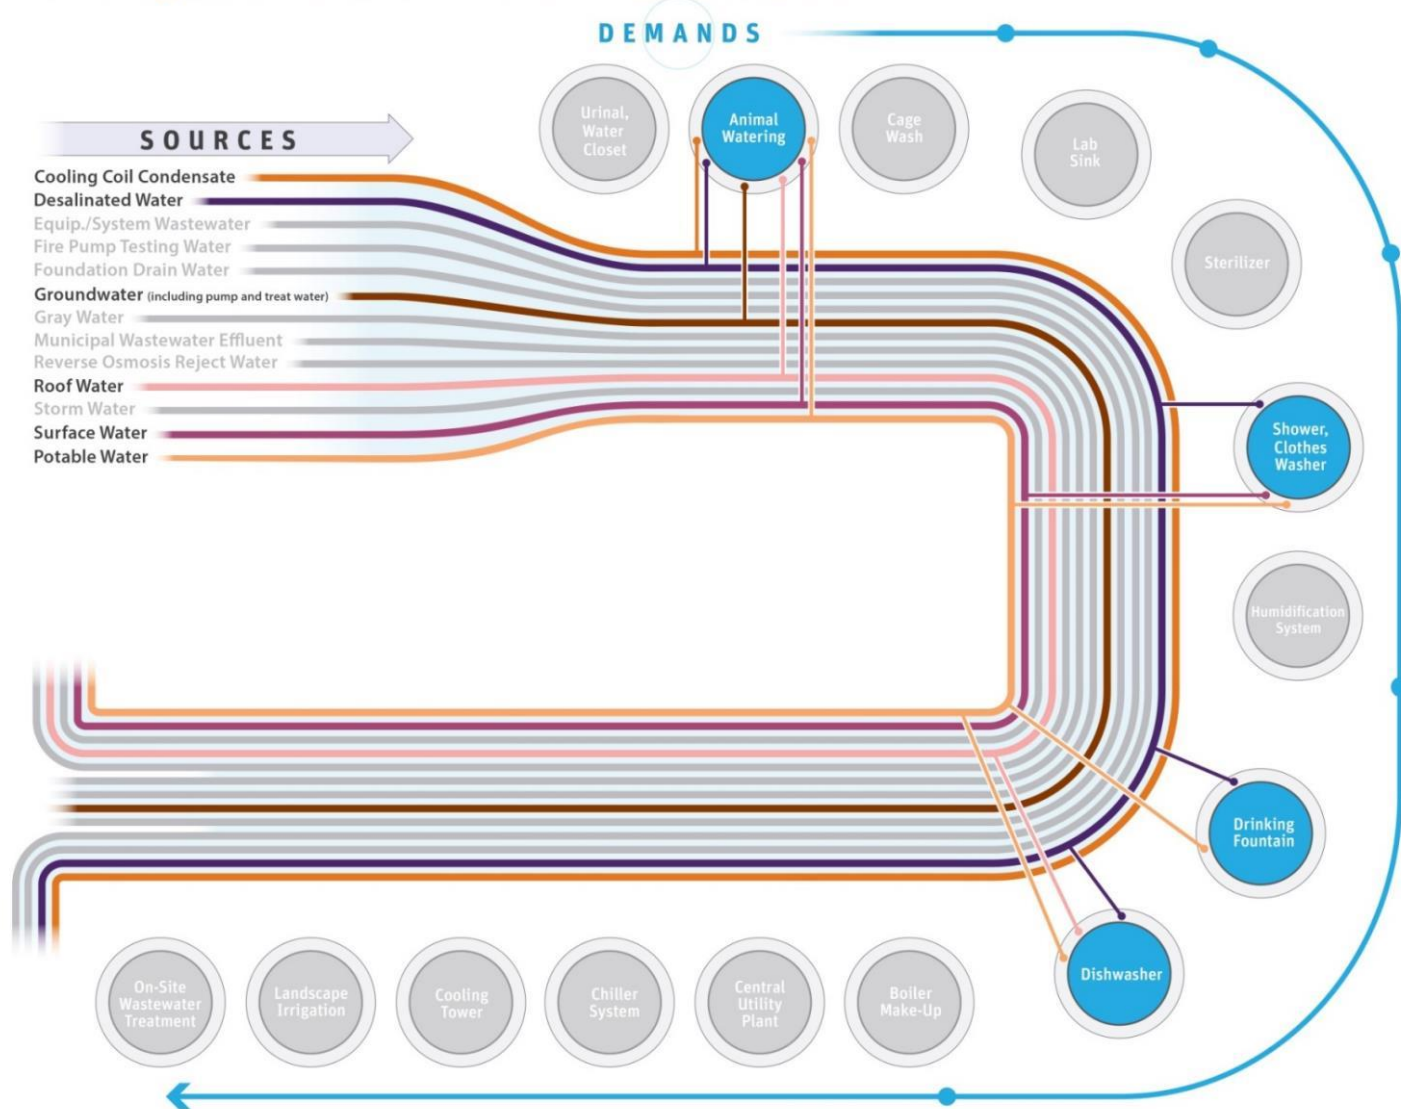 DEMANDS
SOURCES
Cooling Coil Condensate
Desalinated Water
Equip./System Wastewater
Fire Pump Testing Water
Foundation Drain Water
Groundwater (including pump and treat water)
Gray Water
Municipal Wastewater Effluent
Reverse Osmosis Reject Water
Roof Water
Storm Water
Surface Water
Potable Water
Urinal,
Water
Closet
Animal
Watering
Cage
Wash
Lab
Sink
Sterilizer
Shower,
Clothes
Washer
Humidification
System
Drinking
Fountain
Dishwasher
Boiler
Make-Up
Central
Utility
Plant
Chiller
System
Cooling
Tower
Landscape
Irrigation
On-Site
Wastewater
Treatment